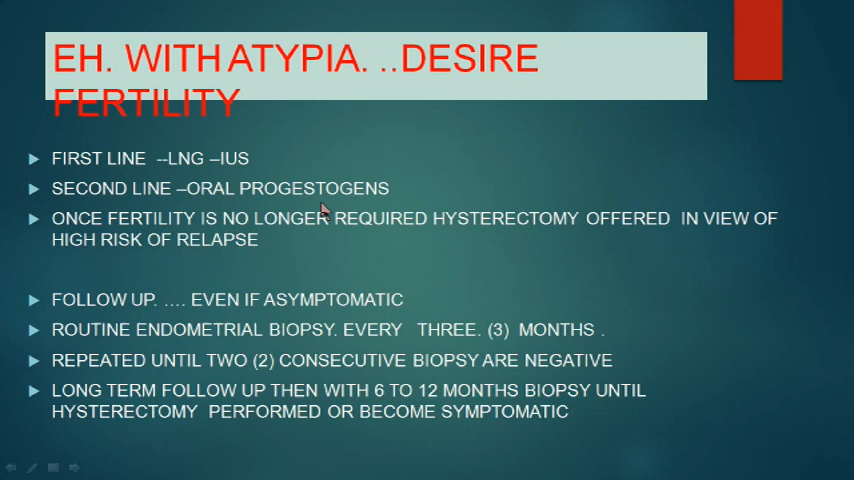 EH. WITH ATYPIA. ..DESIRE
FERTILITY
FIRST LINE --LNG –IUS
SECOND LINE –ORAL PROGESTOGENS
ONCE FERTILITY IS NO LONGER REQUIRED HYSTERECTOMY OFFERED IN VIEW OF
HIGH RISK OF RELAPSE
FOLLOW UP. .... EVEN IF ASYMPTOMATIC
ROUTINE ENDOMETRIAL BIOPSY. EVERY THREE. (3) MONTHS .
REPEATED UNTIL TWO (2) CONSECUTIVE BIOPSY ARE NEGATIVE
LONG TERM FOLLOW UP THEN WITH 6 TO 12 MONTHS BIOPSY UNTIL
HYSTERECTOMY PERFORMED OR BECOME SYMPTOMATIC